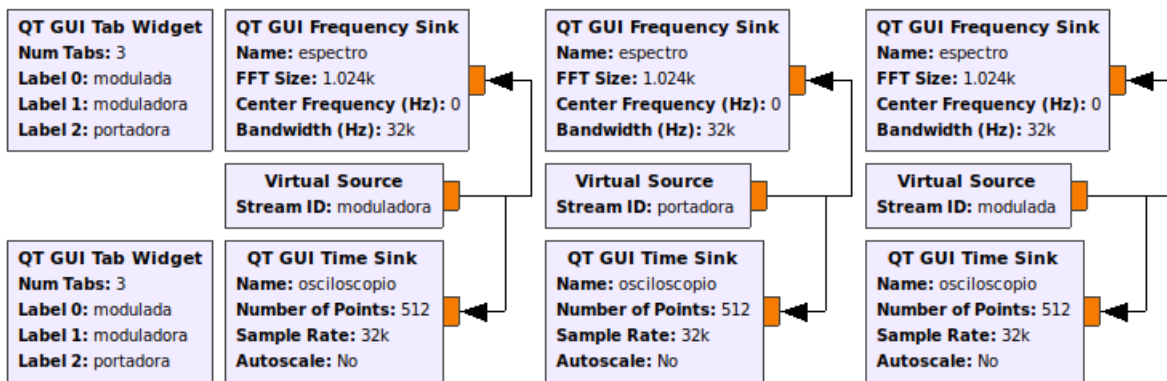 QT GUI Tab Widget
Num Tabs: 3
Label 0: modulada
Label 1: moduladora
Label 2: portadora
QT GUI Frequency Sink
Name: espectro
FFT Size: 1.024k
Center Frequency (Hz): 0
Bandwidth (Hz): 32k
QT GUI Frequency Sink
Name: espectro
FFT Size: 1.024k
Center Frequency (Hz): 0
Bandwidth (Hz): 32k
QT GUI Frequency Sink
Name: espectro
FFT Size: 1.024k
Center Frequency (Hz): 0
Bandwidth (Hz): 32k
Virtual Source
Stream ID: moduladora
Virtual Source
Stream ID: portadora
Virtual Source
Stream ID: modulada
QT GUI Tab Widget
Num Tabs: 3
Label 0: modulada
Label 1: moduladora
Label 2: portadora
QT GUI Time Sink
Name: osciloscopio
Number of Points: 512
Sample Rate: 32k
Autoscale: No
QT GUI Time Sink
Name: osciloscopio
Number of Points: 512
Sample Rate: 32k
Autoscale: No
QT GUI Time Sink
Name: osciloscopio
Number of Points: 512
Sample Rate: 32k
Autoscale: No